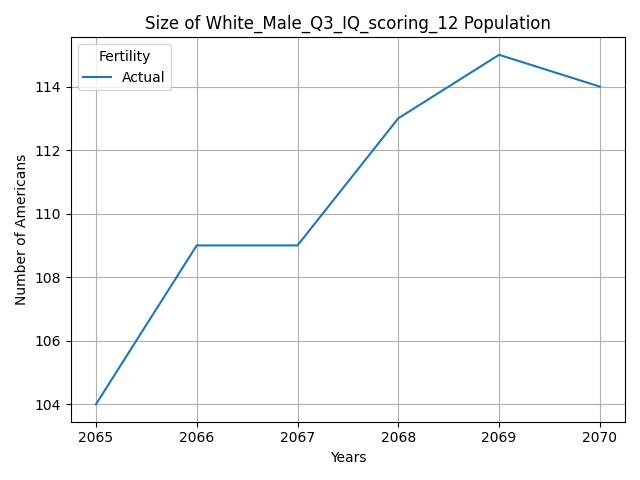 Size of White_Male_Q3_IQ_scoring_12 Population
Fertility
Actual
Number of Americans
114
112
110
108
106
104
2065 2066 2067 2068 2069 2070
Years